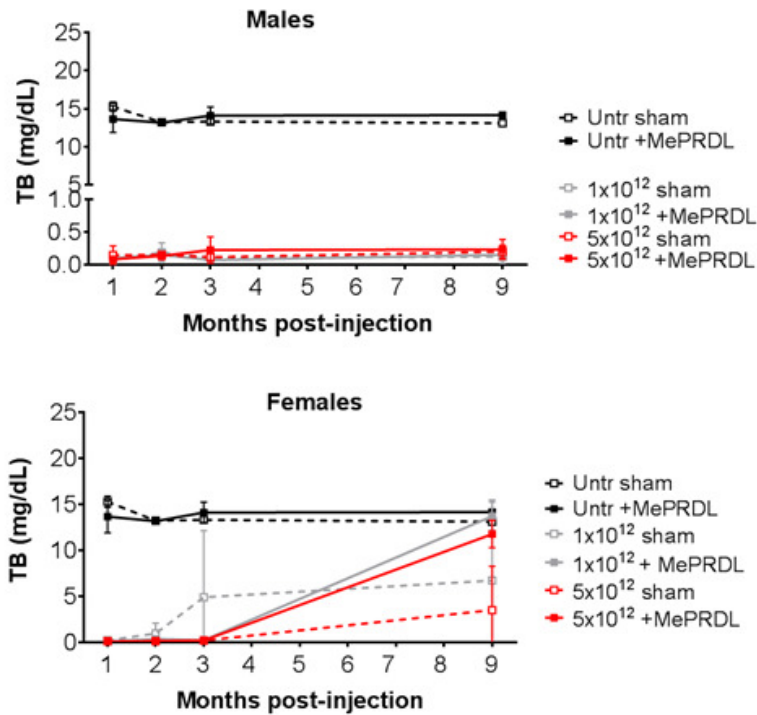 Males
25
20
15
10
5
1.0
0.5
0.0
TB (mg/dL)
1 2 3 4 5 6 7 8 9
Months post-injection
Untr sham
Untr +MePRDL
1x10¹² sham
1x10¹² +MePRDL
5x10¹² sham
5x10¹² +MePRDL
Females
25
20
15
10
5
0
TB (mg/dL)
1 2 3 4 5 6 7 8 9
Months post-injection
Untr sham
Untr +MePRDL
1x10¹² sham
1x10¹² + MePRDL
5x10¹² sham
5x10¹² +MePRDL